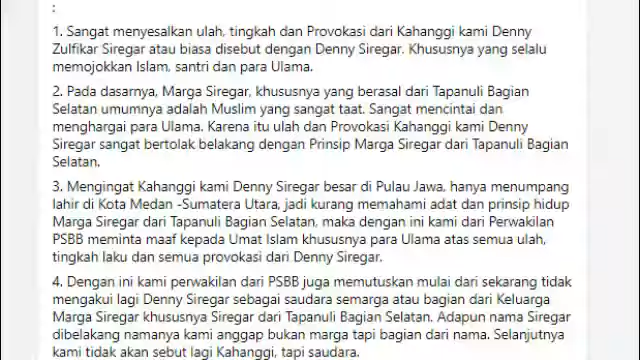 :
1. Sangat menyesalkan ulah, tingkah dan Provokasi dari Kahanggi kami Denny
Zulfikar Siregar atau biasa disebut dengan Denny Siregar. Khususnya yang selalu
memojokkan Islam, santri dan para Ulama.
2. Pada dasarnya, Marga Siregar, khususnya yang berasal dari Tapanuli Bagian
Selatan umumnya adalah Muslim yang sangat taat. Sangat mencintai dan
menghargai para Ulama. Karena itu ulah dan Provokasi Kahanggi kami Denny
Siregar sangat bertolak belakang dengan Prinsip Marga Siregar dari Tapanuli Bagian
Selatan.
3. Mengingat Kahanggi kami Denny Siregar besar di Pulau Jawa, hanya menumpang
lahir di Kota Medan -Sumatera Utara, jadi kurang memahami adat dan prinsip hidup
Marga Siregar dari Tapanuli Bagian Selatan, maka dengan ini kami dari Perwakilan
PSBB meminta maaf kepada Umat Islam khususnya para Ulama atas semua ulah,
tingkah laku dan semua provokasi dari Denny Siregar.
4. Dengan ini kami perwakilan dari PSBB juga memutuskan mulai dari sekarang tidak
mengakui lagi Denny Siregar sebagai saudara semarga atau bagian dari Keluarga
Marga Siregar khususnya Siregar dari Tapanuli Bagian Selatan. Adapun nama Siregar
dibelakang namanya kami anggap bukan marga tapi bagian dari nama. Selanjutnya
kami tidak akan sebut lagi Kahanggi, tapi saudara.